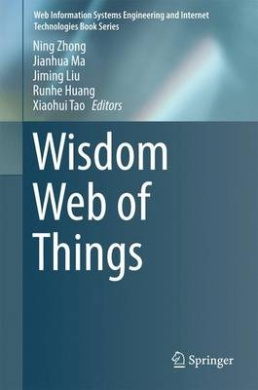 Web Information Systems Engineering and Internet
Technologies Book Series
Ning Zhong
Jianhua Ma
Jiming Liu
Runhe Huang
Xiaohui Tao Editors
Wisdom
Web of
Things
Springer